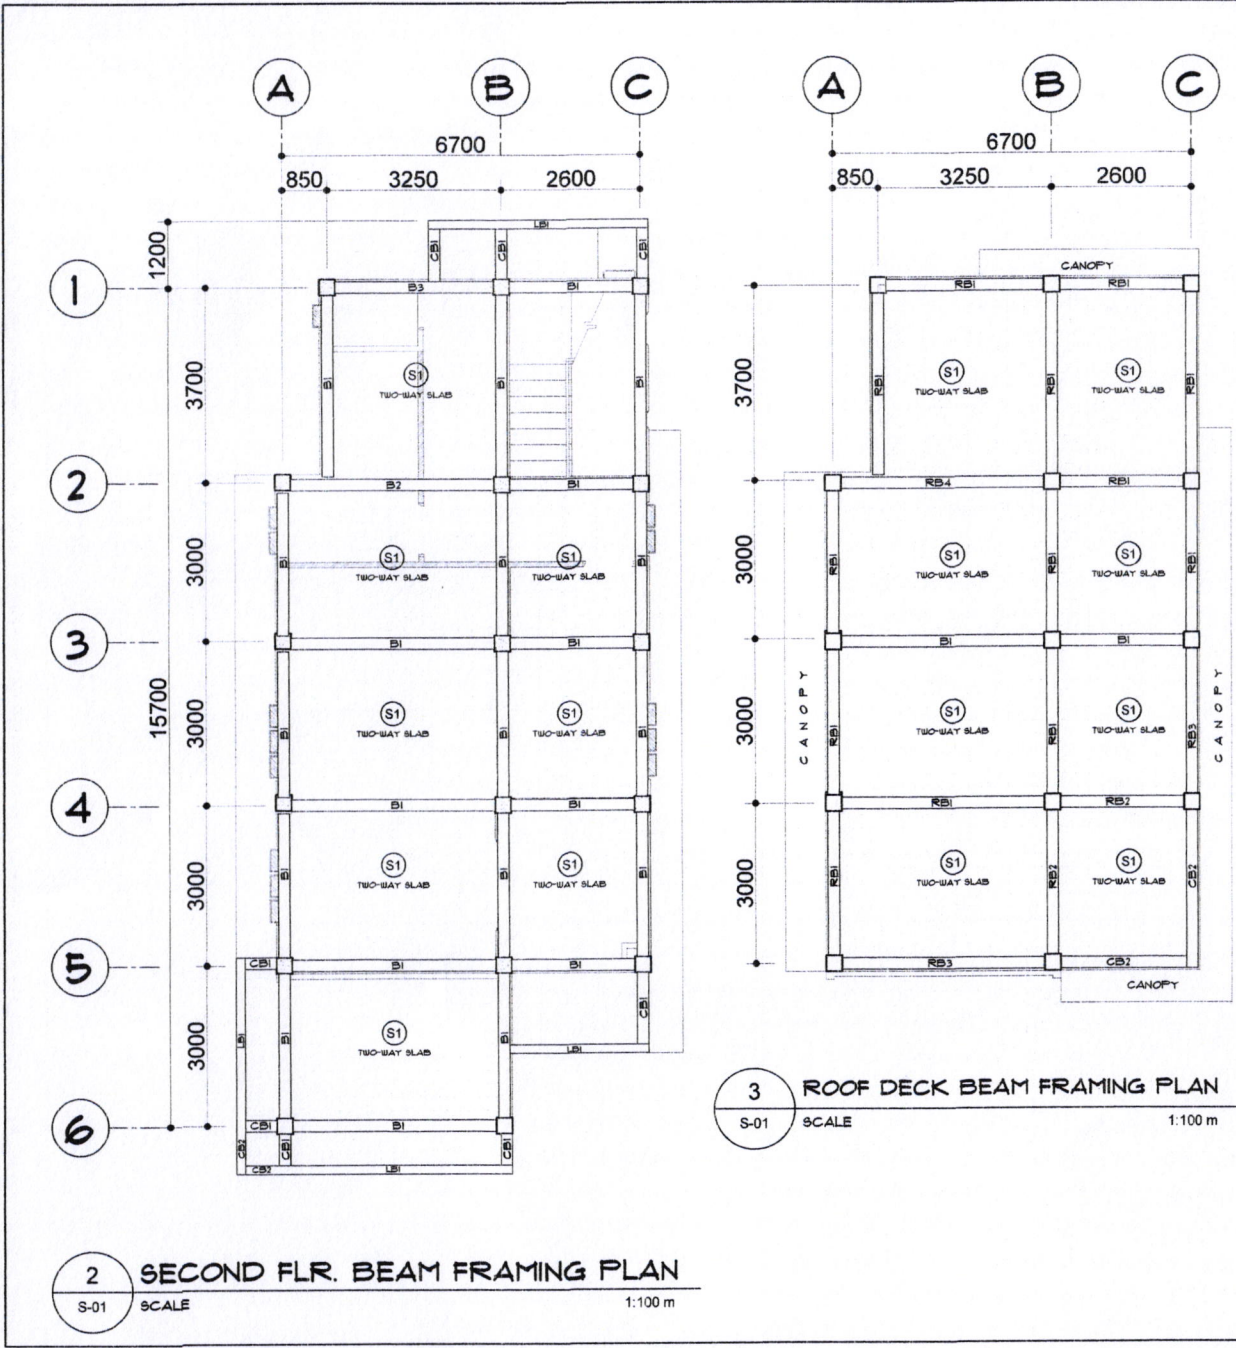 A B C
6700
850 3250 2600
1200
LB1
CB1 CB1 CB1
1
B3 B1
3700
B1 B1 B1
S1
TWO-WAY SLAB
2
B2 B1
3000
B1 B1 B1
S1 S1
TWO-WAY SLAB TWO-WAY SLAB
3
B1 B1
15700
3000
B1 B1 B1
S1 S1
TWO-WAY SLAB TWO-WAY SLAB
4
B1 B1
3000
B1 B1 B1
S1 S1
TWO-WAY SLAB TWO-WAY SLAB
5
CB1 B1 B1
3000
LB1 B1 B1 CB1
S1
TWO-WAY SLAB
LB1
6
CB1 B1
CB2 CB1 CB1
CB2 LB1
2
S-01
SECOND FLR. BEAM FRAMING PLAN
SCALE 1:100 m
A B C
6700
850 3250 2600
CANOPY
RB1 RB1
3700
RB1 RB1 RB1
S1 S1
TWO-WAY SLAB TWO-WAY SLAB
RB4 RB1
3000
RB1 RB1 RB1
S1 S1
TWO-WAY SLAB TWO-WAY SLAB
B1 B1
CANOPY
CANOPY
3000
RB1 RB1 RB3
S1 S1
TWO-WAY SLAB TWO-WAY SLAB
RB1 RB2
3000
RB1 RB2 CB2
S1 S1
TWO-WAY SLAB TWO-WAY SLAB
RB3 CB2
CANOPY
3
S-01
ROOF DECK BEAM FRAMING PLAN
SCALE 1:100 m